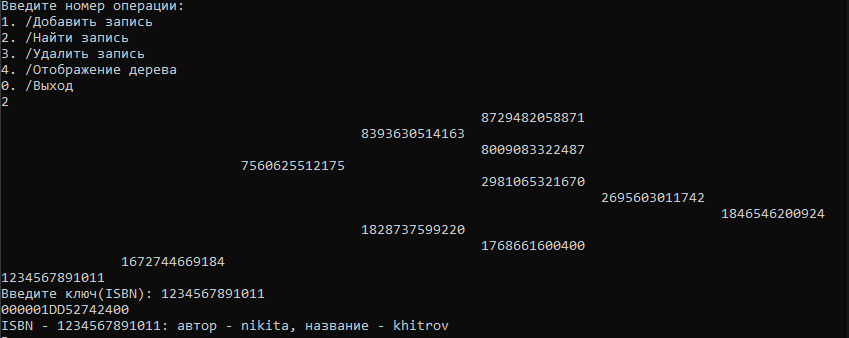 Введите номер операции:
1. /Добавить запись
2. /Найти запись
3. /Удалить запись
4. /Отображение дерева
0. /Выход
2
8729482058871
8393630514163
8009083322487
7560625512175
2981065321670
2695603011742
1846546200924
1828737599220
1768661600400
1672744669184
1234567891011
Введите ключ(ISBN): 1234567891011
000001DD52742400
ISBN - 1234567891011: автор - nikita, название - khitrov